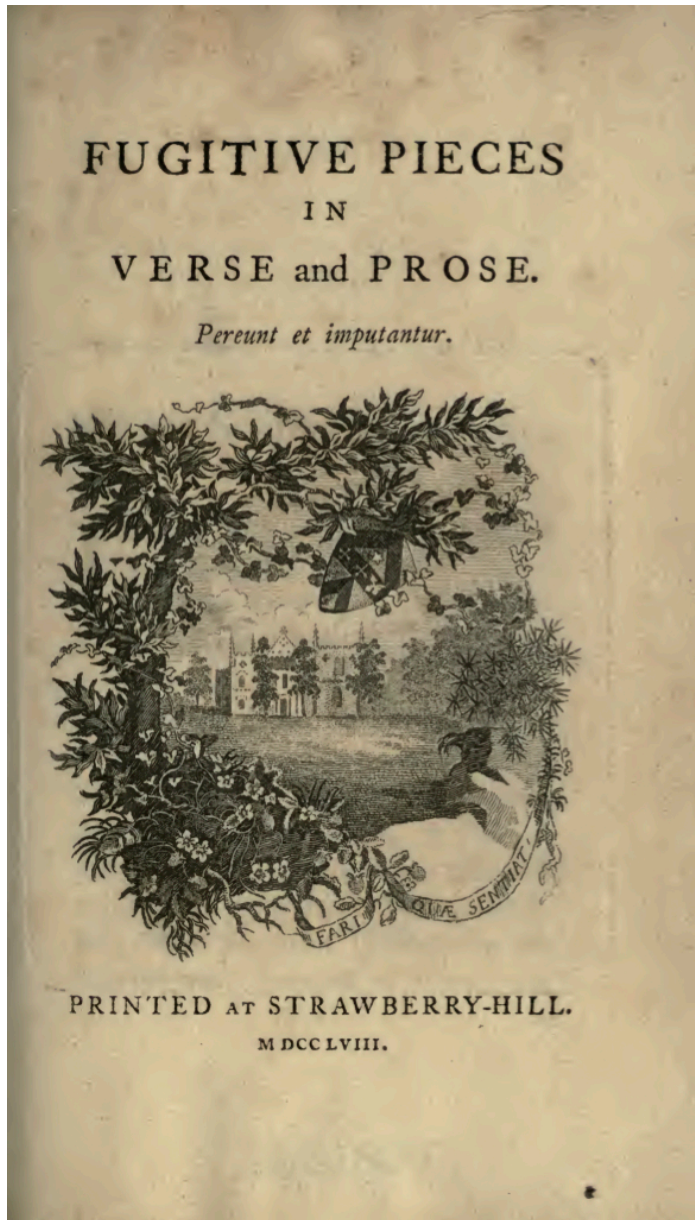 FUGITIVE PIECES
IN
VERSE and PROSE.
Pereunt et imputantur.
FARI QUÆ SENTIAT.
PRINTED AT STRAWBERRY-HILL.
M DCC LVIII.